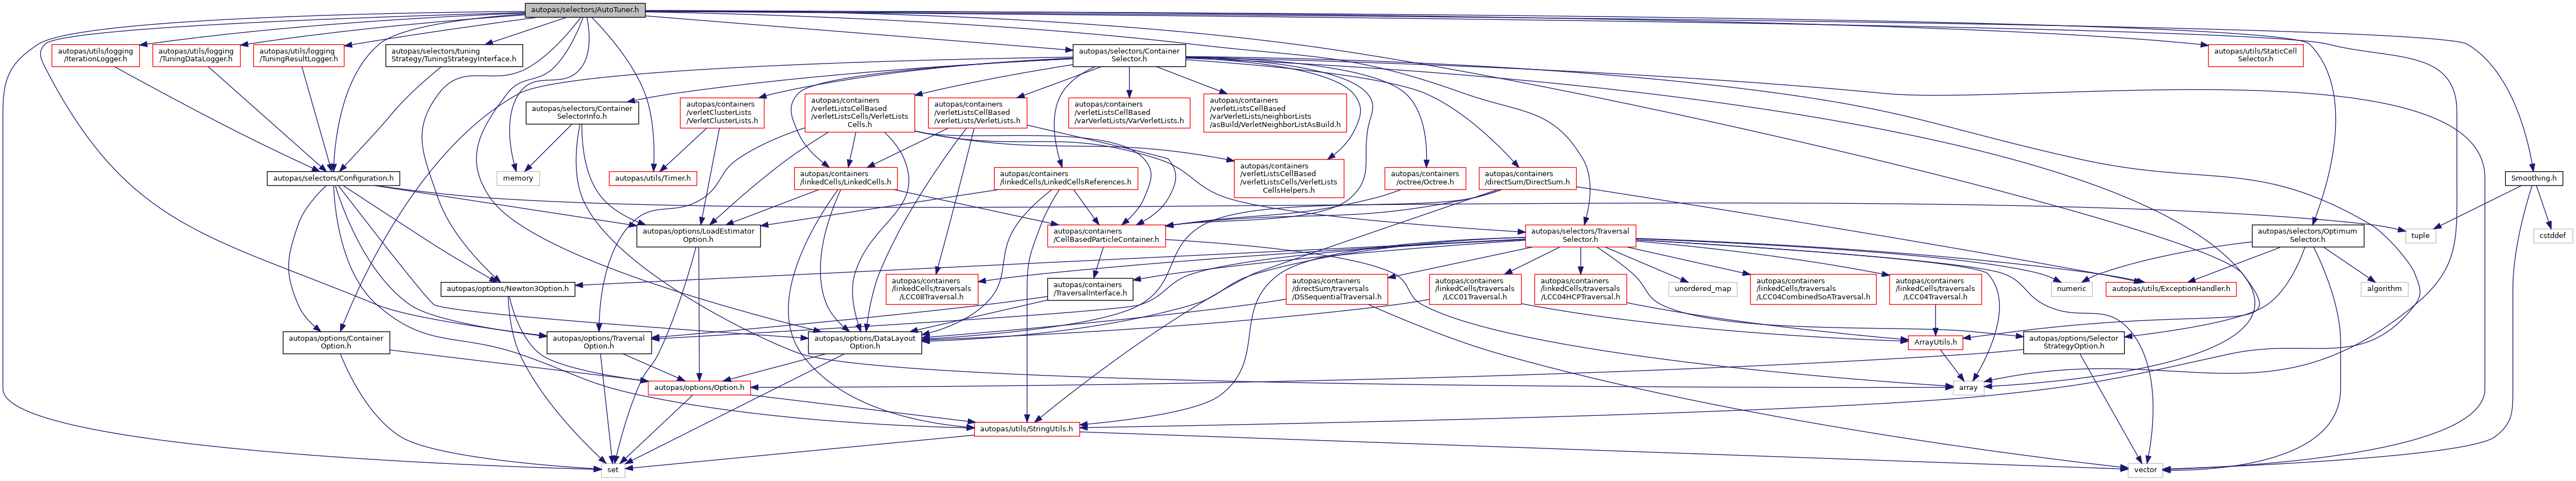 autopas/selectors/AutoTuner.h
autopas/utils/logging
/IterationLogger.h
autopas/utils/logging
/TuningDataLogger.h
autopas/utils/logging
/TuningResultLogger.h
autopas/selectors/tuning
Strategy/TuningStrategyInterface.h
autopas/selectors/Container
Selector.h
autopas/utils/StaticCell
Selector.h
autopas/selectors/Container
SelectorInfo.h
autopas/containers
/verletClusterLists
/VerletClusterLists.h
autopas/containers
/verletListsCellBased
/verletListsCells/VerletLists
Cells.h
autopas/containers
/verletListsCellBased
/verletLists/VerletLists.h
autopas/containers
/verletListsCellBased
/varVerletLists/VarVerletLists.h
autopas/containers
/verletListsCellBased
/varVerletLists/neighborLists
/asBuild/VerletNeighborListAsBuild.h
autopas/selectors/Configuration.h
memory
autopas/utils/Timer.h
autopas/containers
/linkedCells/LinkedCells.h
autopas/containers
/linkedCells/LinkedCellsReferences.h
autopas/containers
/verletListsCellBased
/verletListsCells/VerletLists
CellsHelpers.h
autopas/containers
/octree/Octree.h
autopas/containers
/directSum/DirectSum.h
Smoothing.h
autopas/options/LoadEstimator
Option.h
autopas/containers
/CellBasedParticleContainer.h
autopas/selectors/Traversal
Selector.h
autopas/selectors/Optimum
Selector.h
tuple
cstddef
autopas/options/Newton3Option.h
autopas/containers
/linkedCells/traversals
/LCC08Traversal.h
autopas/containers
/TraversalInterface.h
autopas/containers
/directSum/traversals
/DSSequentialTraversal.h
autopas/containers
/linkedCells/traversals
/LCC01Traversal.h
autopas/containers
/linkedCells/traversals
/LCC04HCPTraversal.h
unordered_map
autopas/containers
/linkedCells/traversals
/LCC04CombinedSoATraversal.h
autopas/containers
/linkedCells/traversals
/LCC04Traversal.h
numeric
autopas/utils/ExceptionHandler.h
algorithm
autopas/options/Container
Option.h
autopas/options/Traversal
Option.h
autopas/options/DataLayout
Option.h
ArrayUtils.h
autopas/options/Selector
StrategyOption.h
autopas/options/Option.h
array
autopas/utils/StringUtils.h
set
vector